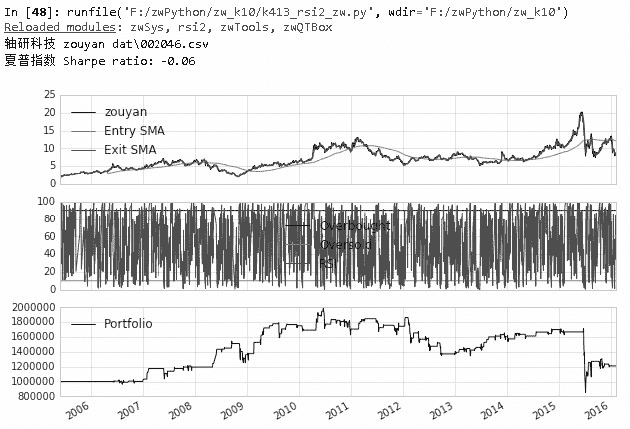 In [48]: runfile('F:/zwPython/zw_k10/k413_rsi2_zw.py', wdir='F:/zwPython/zw_k10')
Reloaded modules: zwSys, rsi2, zwTools, zwQTBox
轴研科技 zouyan dat\002046.csv
夏普指数 Sharpe ratio: -0.06
25
20
15
10
5
0
zouyan
Entry SMA
Exit SMA
100
80
60
40
20
0
Overbought
Oversold
RSI
2000000
1800000
1600000
1400000
1200000
1000000
800000
Portfolio
2006 2007 2008 2009 2010 2011 2012 2013 2014 2015 2016